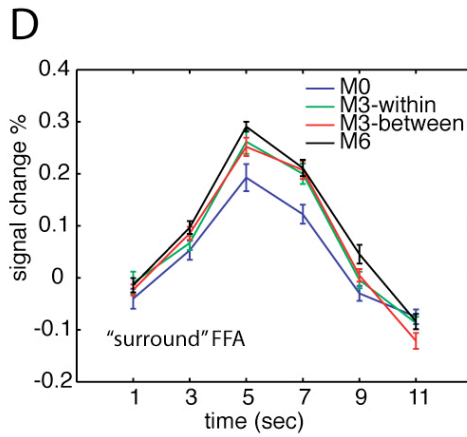 D
signal change %
0.4
0.3
0.2
0.1
0
-0.1
-0.2
M0
M3-within
M3-between
M6
"surround" FFA
1 3 5 7 9 11
time (sec)